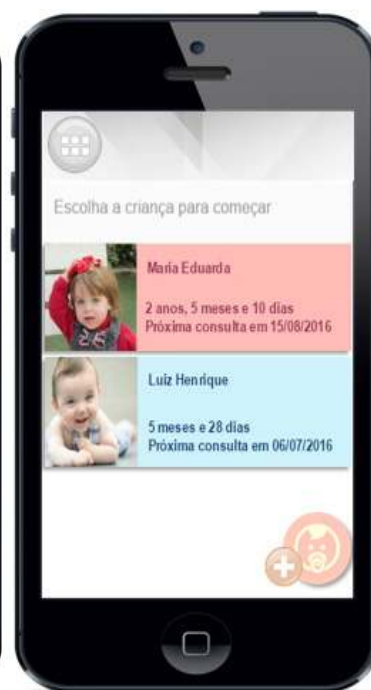 Escolha a criança para começar
Maria Eduarda
2 anos, 5 meses e 10 dias
Próxima consulta em 15/08/2016
Luiz Henrique
5 meses e 28 dias
Próxima consulta em 06/07/2016